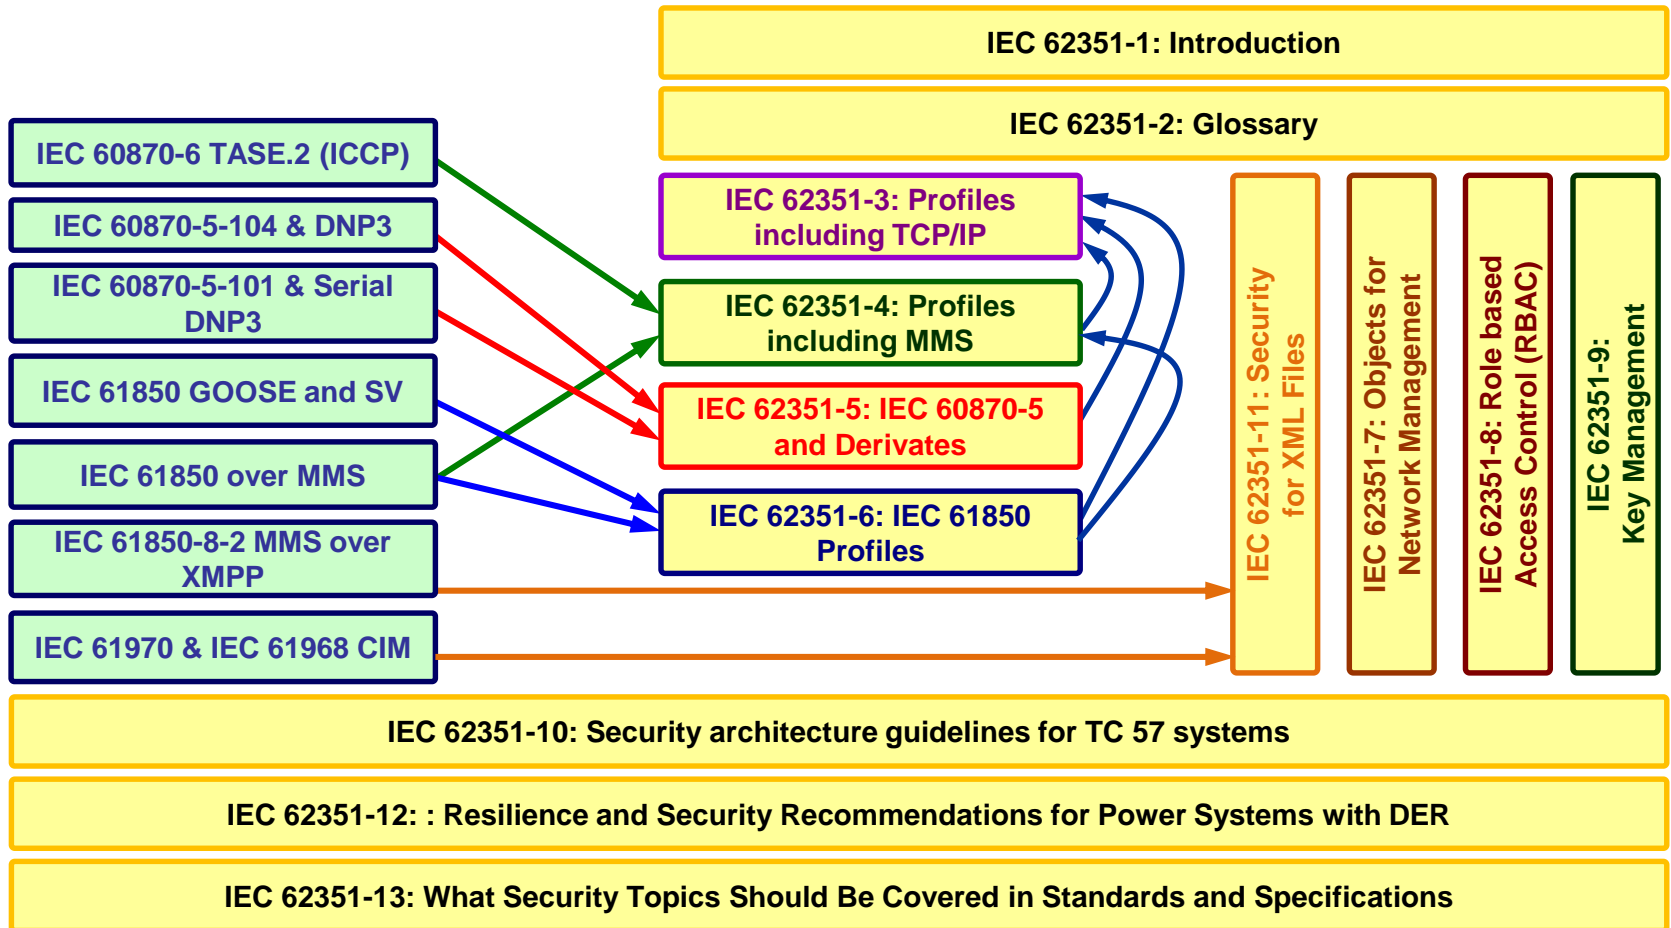 IEC 62351-1: Introduction
IEC 62351-2: Glossary
IEC 60870-6 TASE.2 (ICCP)
IEC 60870-5-104 & DNP3
IEC 60870-5-101 & Serial
DNP3
IEC 61850 GOOSE and SV
IEC 61850 over MMS
IEC 61850-8-2 MMS over
XMPP
IEC 61970 & IEC 61968 CIM
IEC 62351-3: Profiles
including TCP/IP
IEC 62351-4: Profiles
including MMS
IEC 62351-5: IEC 60870-5
and Derivates
IEC 62351-6: IEC 61850
Profiles
IEC 62351-11: Security
for XML Files
IEC 62351-7: Objects for
Network Management
IEC 62351-8: Role based
Access Control (RBAC)
IEC 62351-9:
Key Management
IEC 62351-10: Security architecture guidelines for TC 57 systems
IEC 62351-12: : Resilience and Security Recommendations for Power Systems with DER
IEC 62351-13: What Security Topics Should Be Covered in Standards and Specifications